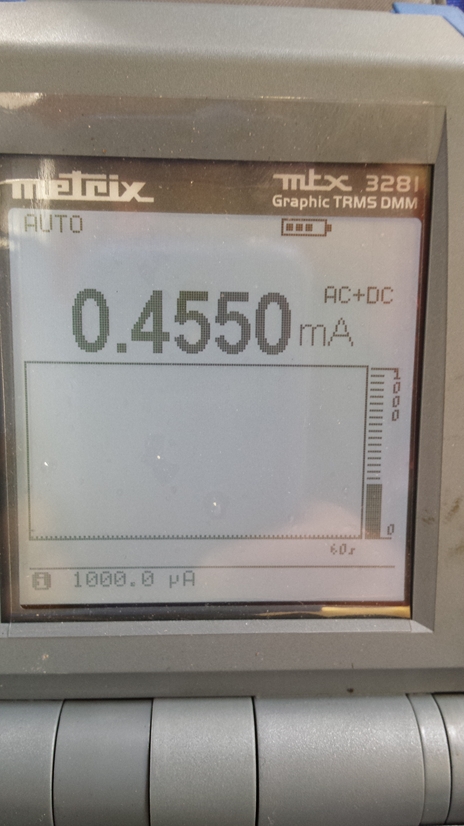 metrix
mtx 3281
Graphic TRMS DMM
AUTO
AC+DC
0.4550 mA
1000
0
60s
1000.0 µA